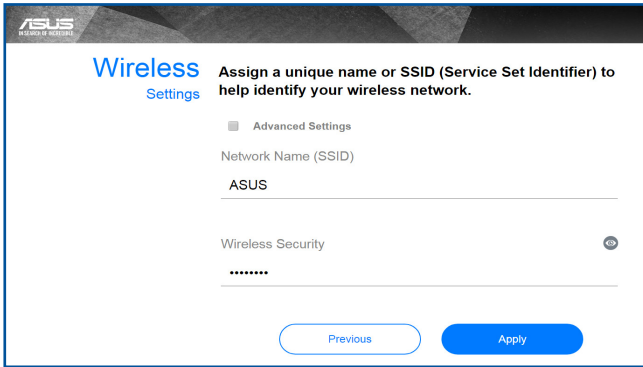 ASUS
IN SEARCH OF INCREDIBLE
Wireless
Settings
Assign a unique name or SSID (Service Set Identifier) to
help identify your wireless network.
Advanced Settings
Network Name (SSID)
ASUS
Wireless Security
••••••••
Previous
Apply